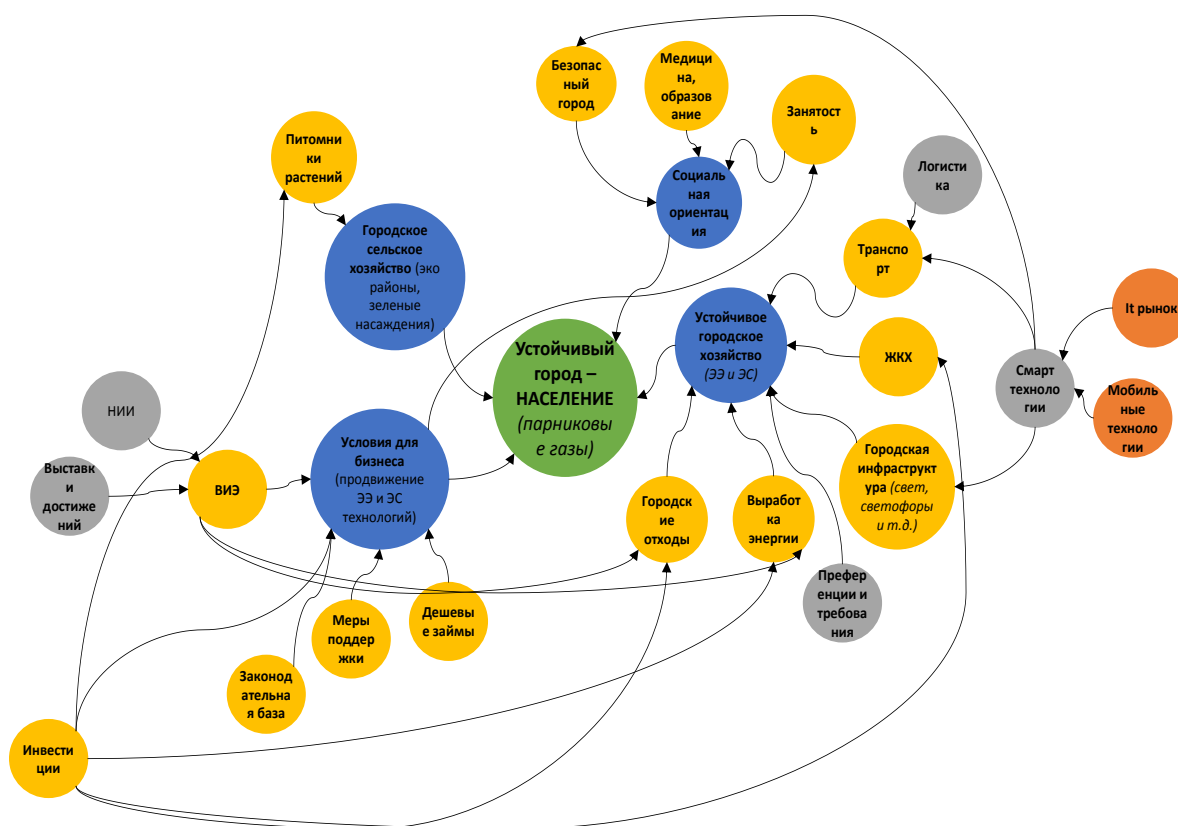 Безопас
ный
город
Медици
на,
образов
ание
Занятост
ь
Питомн
ики
растений
Логисти
ка
Социаль
ная
ориентац
ия
Городское
сельское
хозяйство (эко
районы,
зеленые
насаждения)
Транспо
рт
It рынок
Устойчивое
городское
хозяйство
(ЭЭ и ЭС)
Устойчивый
город –
НАСЕЛЕНИЕ
(парниковы
е газы)
ЖКХ
Смарт
техноло
гии
Мобиль
ные
техноло
гии
НИИ
Выставк
и
достиже
ний
ВИЭ
Условия для
бизнеса
(продвижение
ЭЭ и ЭС
технологий)
Городск
ие
отходы
Выработ
ка
энергии
Городская
инфраструкт
ура (свет,
светофоры
и т.д.)
Префер
енции и
требова
ния
Дешевы
е займы
Меры
поддер
жки
Законод
ательна
я база
Инвести
ции